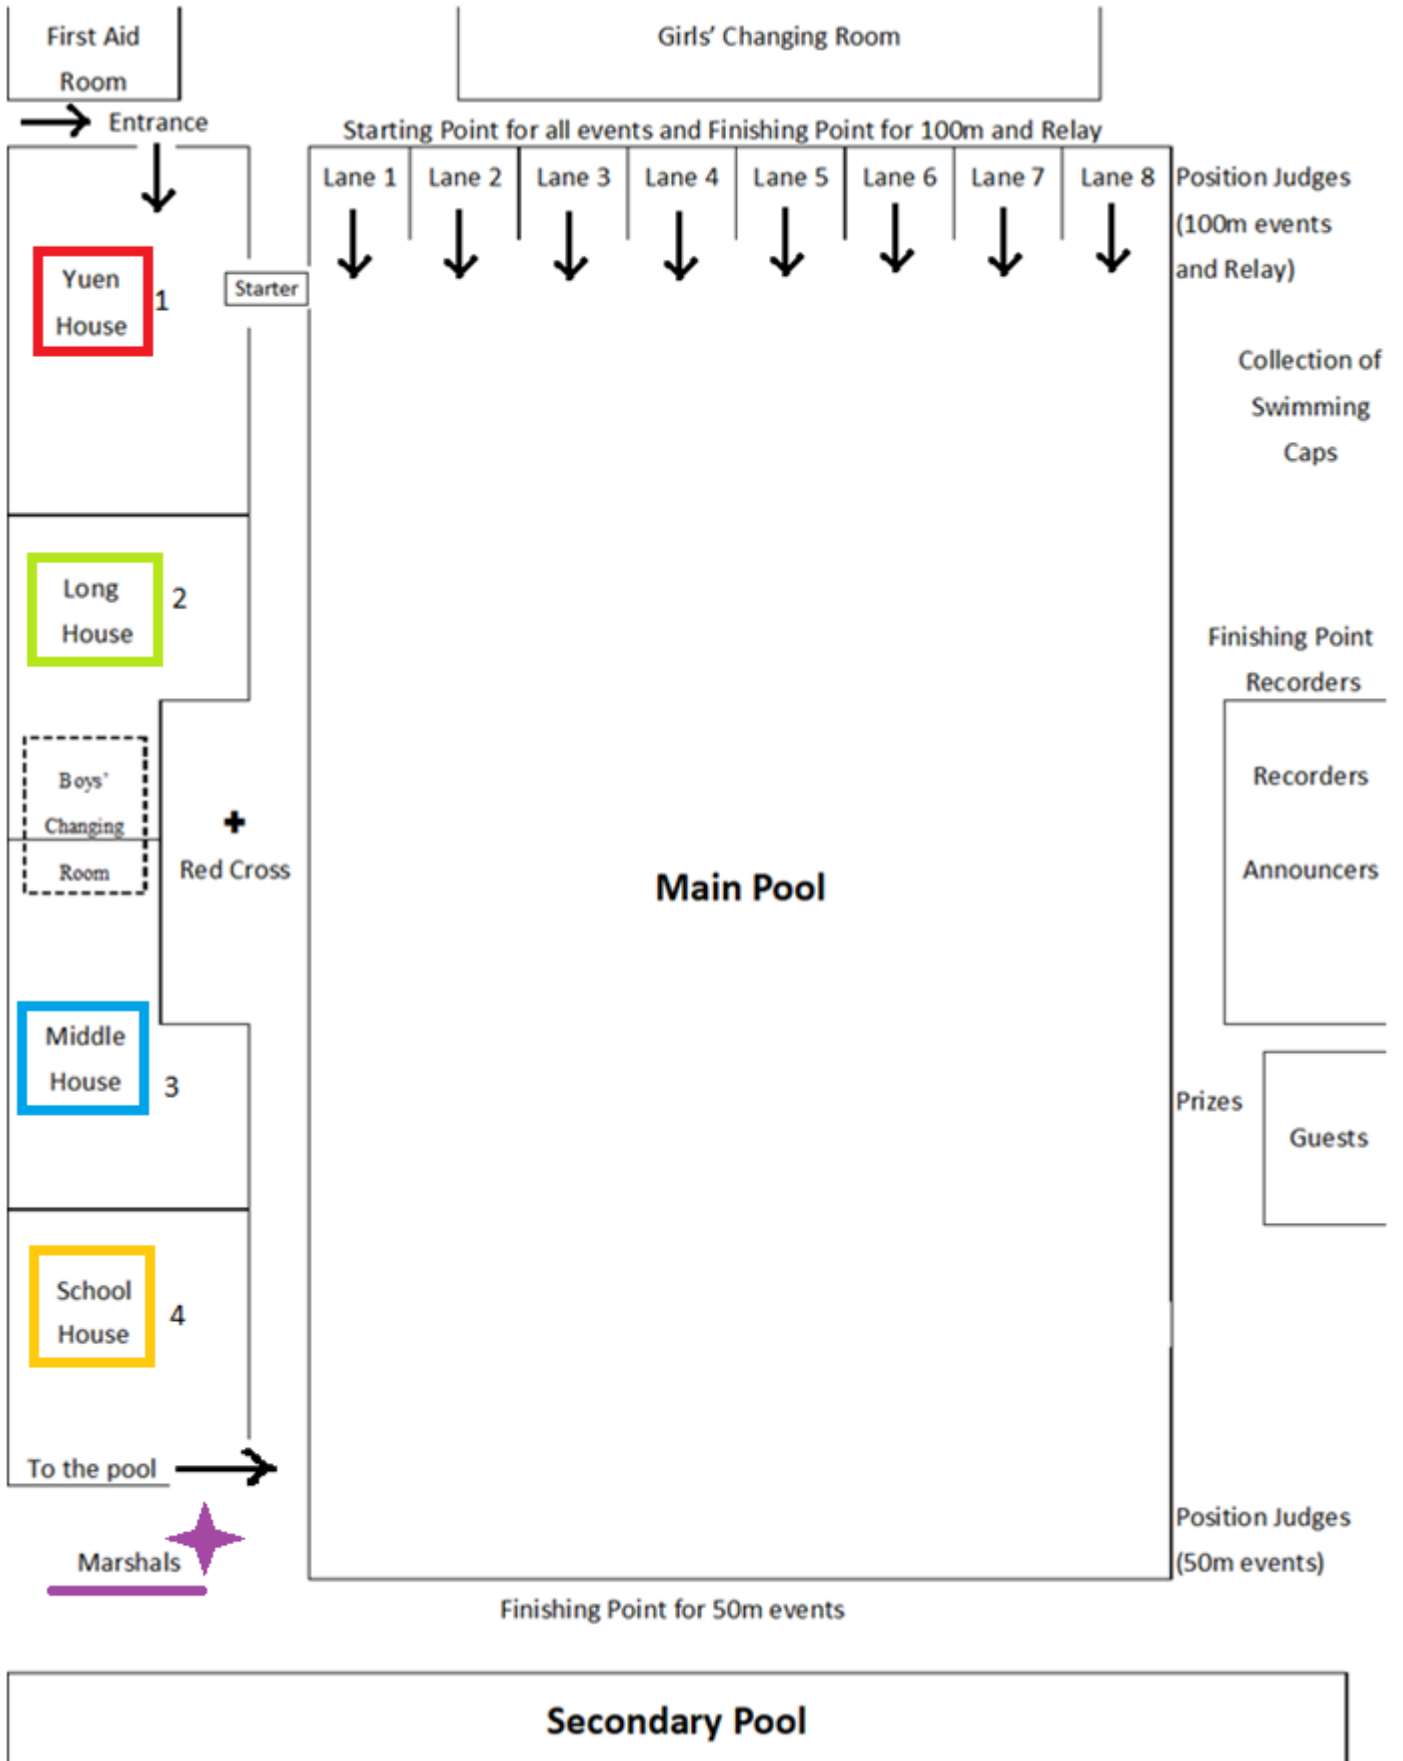 First Aid
Room
Girls' Changing Room
Entrance
Starting Point for all events and Finishing Point for 100m and Relay
Lane 1
Lane 2
Lane 3
Lane 4
Lane 5
Lane 6
Lane 7
Lane 8
Position Judges
(100m events
and Relay)
Yuen
House
1
Starter
Collection of
Swimming
Caps
Long
House
2
Finishing Point
Recorders
Boys'
Changing
Room
Red Cross
Main Pool
Recorders
Announcers
Middle
House
3
Prizes
Guests
School
House
4
To the pool
Marshals
Position Judges
(50m events)
Finishing Point for 50m events
Secondary Pool